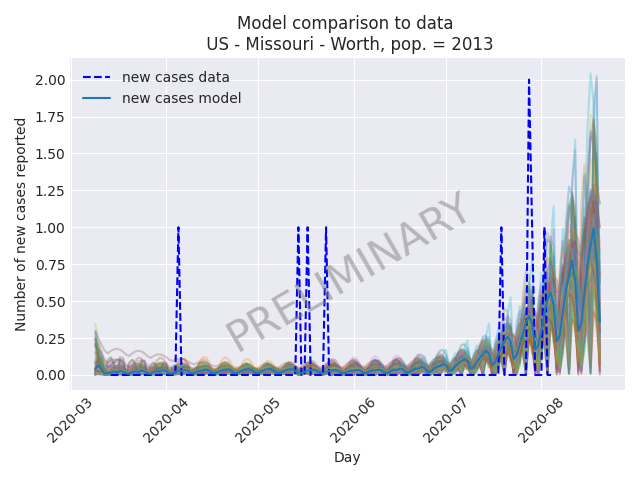 Model comparison to data
US - Missouri - Worth, pop. = 2013
new cases data
new cases model
Number of new cases reported
2.00
1.75
1.50
1.25
1.00
0.75
0.50
0.25
0.00
PRELIMINARY
2020-03
2020-04
2020-05
2020-06
2020-07
2020-08
Day